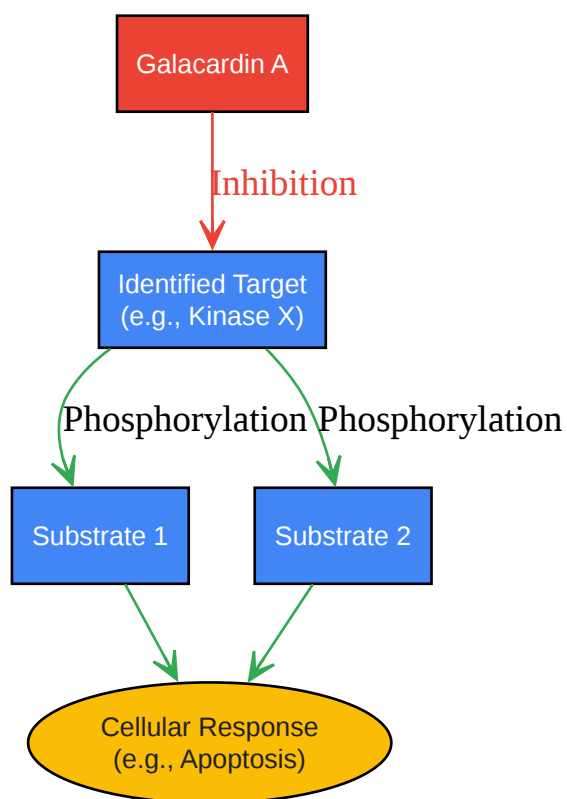 Galacardin A
Inhibition
Identified Target
(e.g., Kinase X)
Phosphorylation
Phosphorylation
Substrate 1
Substrate 2
Cellular Response
(e.g., Apoptosis)